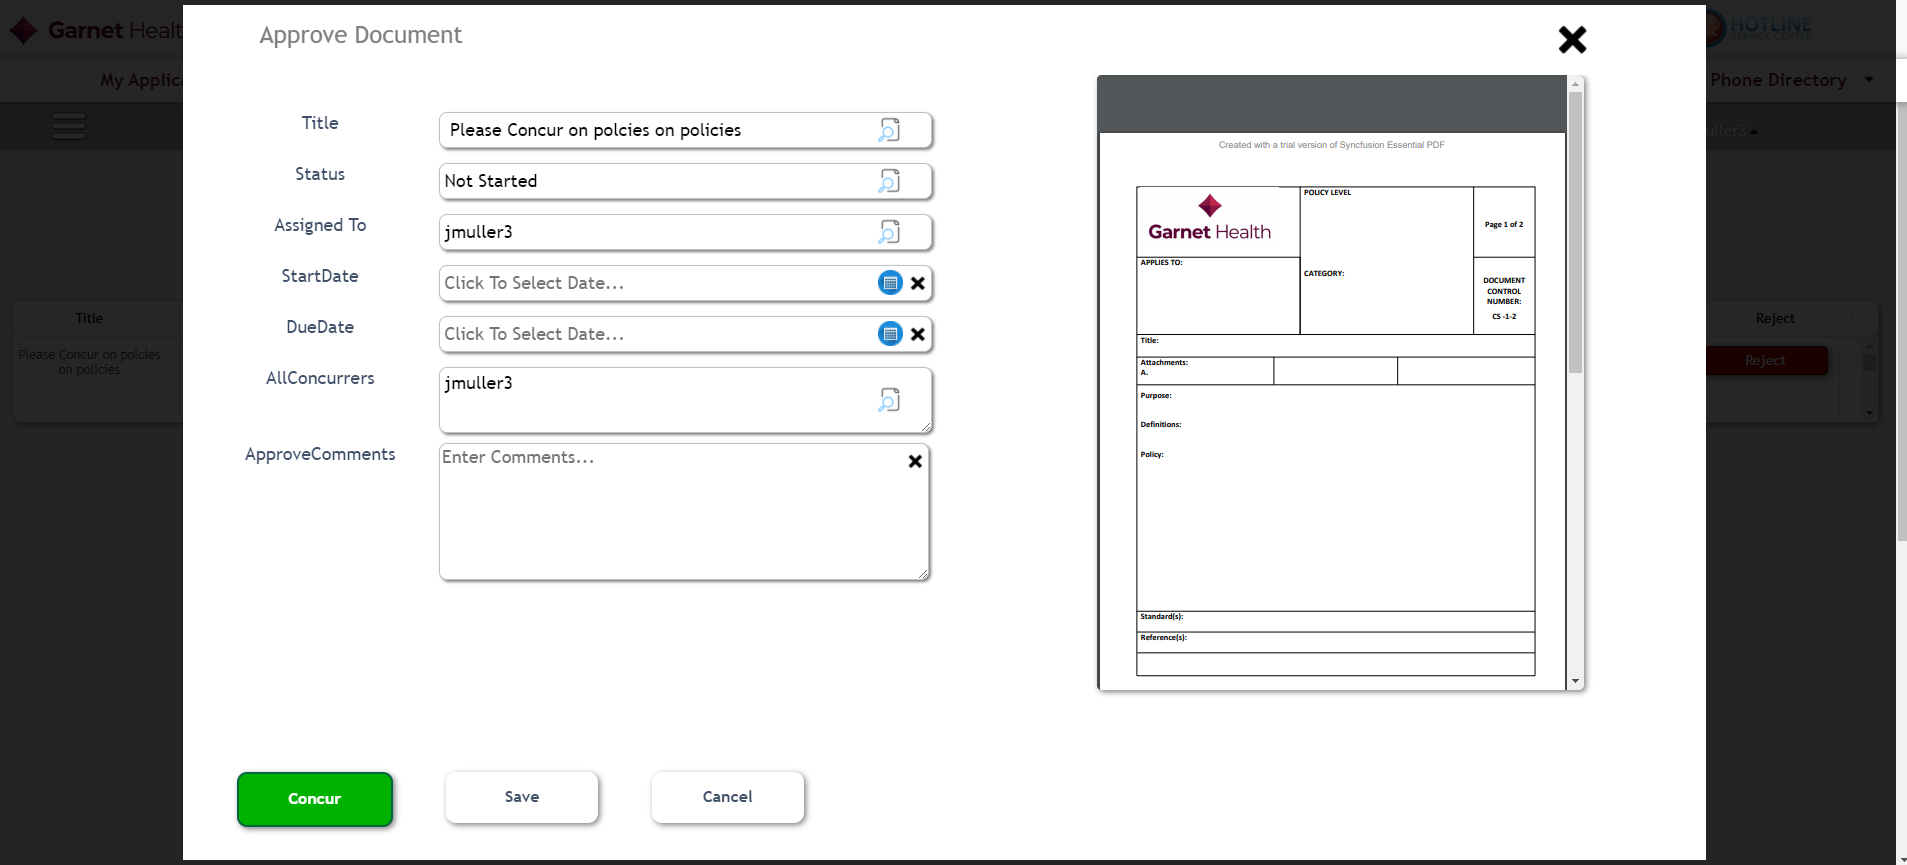 Garnet Healt
HOTLINE
SERVICE CENTER
My Applica
Phone Directory
uller3
Approve Document
Title
Please Concur on polcies on policies
Status
Not Started
Assigned To
jmuller3
StartDate
Click To Select Date...
DueDate
Click To Select Date...
AllConcurrers
jmuller3
ApproveComments
Enter Comments...
Concur
Save
Cancel
Title
Please Concur on polcies
on policies
Reject
Reject
Created with a trial version of Syncfusion Essential PDF
Garnet Health
POLICY LEVEL
Page 1 of 2
APPLIES TO:
CATEGORY:
DOCUMENT
CONTROL
NUMBER:
CS -1-2
Title:
Attachments:
A.
Purpose:
Definitions:
Policy:
Standard(s):
Reference(s):